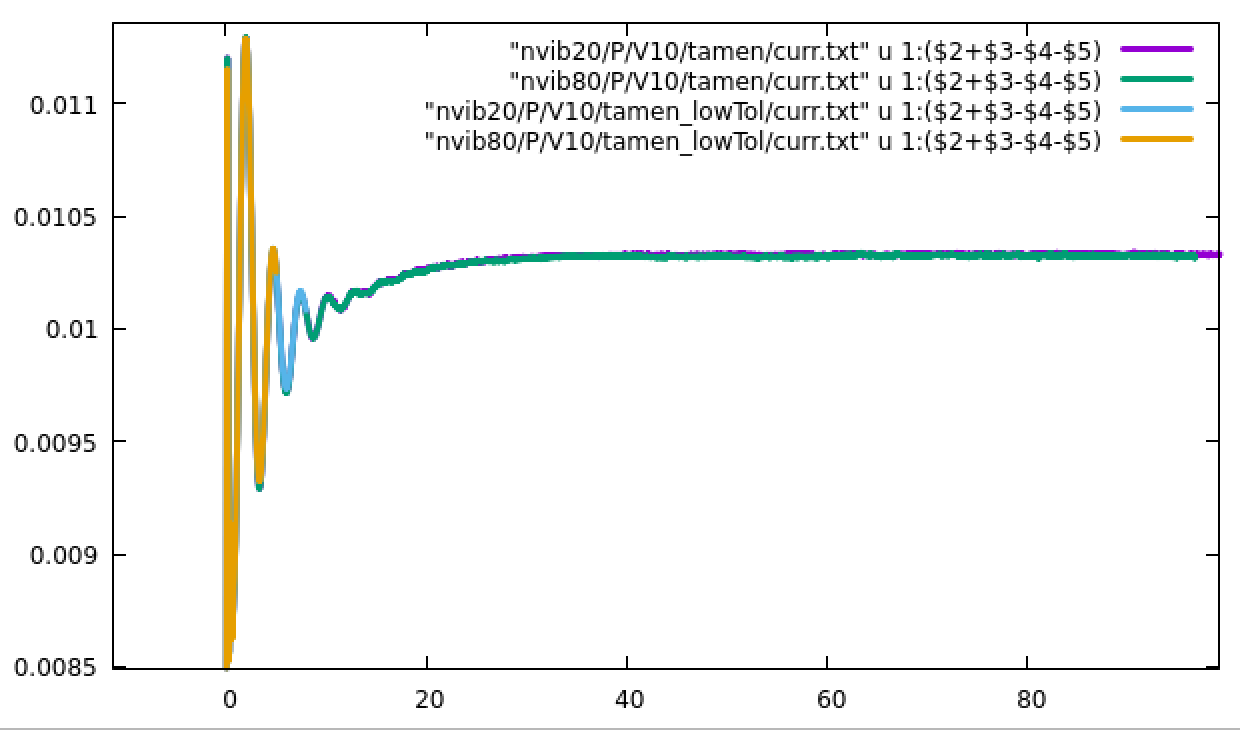 "nvib20/P/V10/tamen/curr.txt" u 1:($2+$3-$4-$5)
"nvib80/P/V10/tamen/curr.txt" u 1:($2+$3-$4-$5)
"nvib20/P/V10/tamen_lowTol/curr.txt" u 1:($2+$3-$4-$5)
"nvib80/P/V10/tamen_lowTol/curr.txt" u 1:($2+$3-$4-$5)
0.011
0.0105
0.01
0.0095
0.009
0.0085
0 20 40 60 80